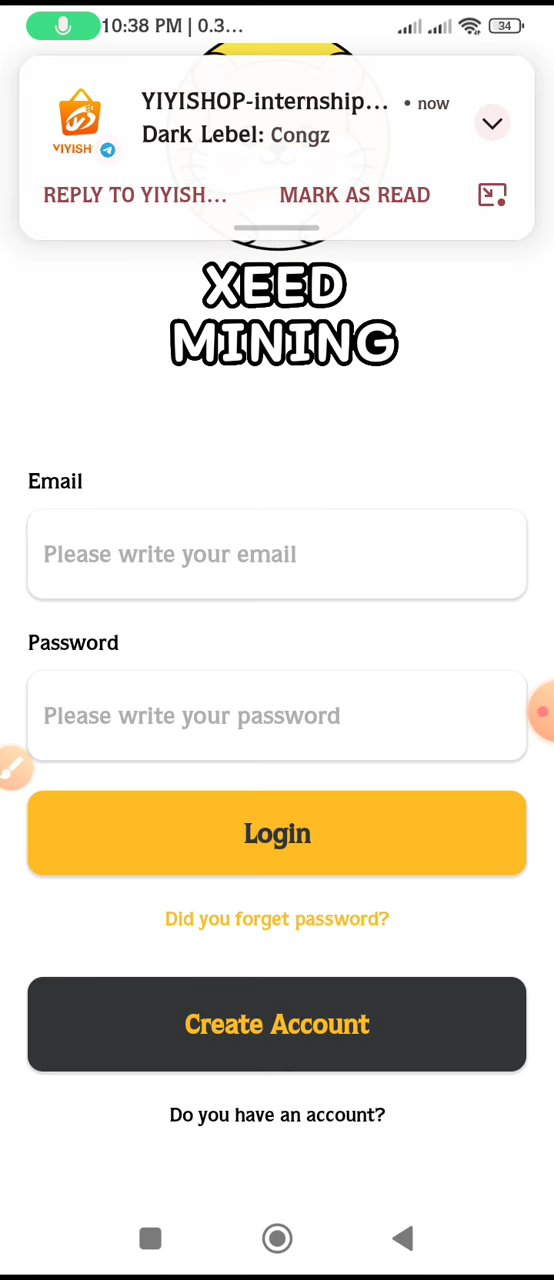 10:38 PM | 0.3...
34
YIYISHOP-internship... • now
Dark Lebel: Congz
VIYISH
REPLY TO YIYISH... MARK AS READ
XEED
MINING
Email
Please write your email
Password
Please write your password
Login
Did you forget password?
Create Account
Do you have an account?